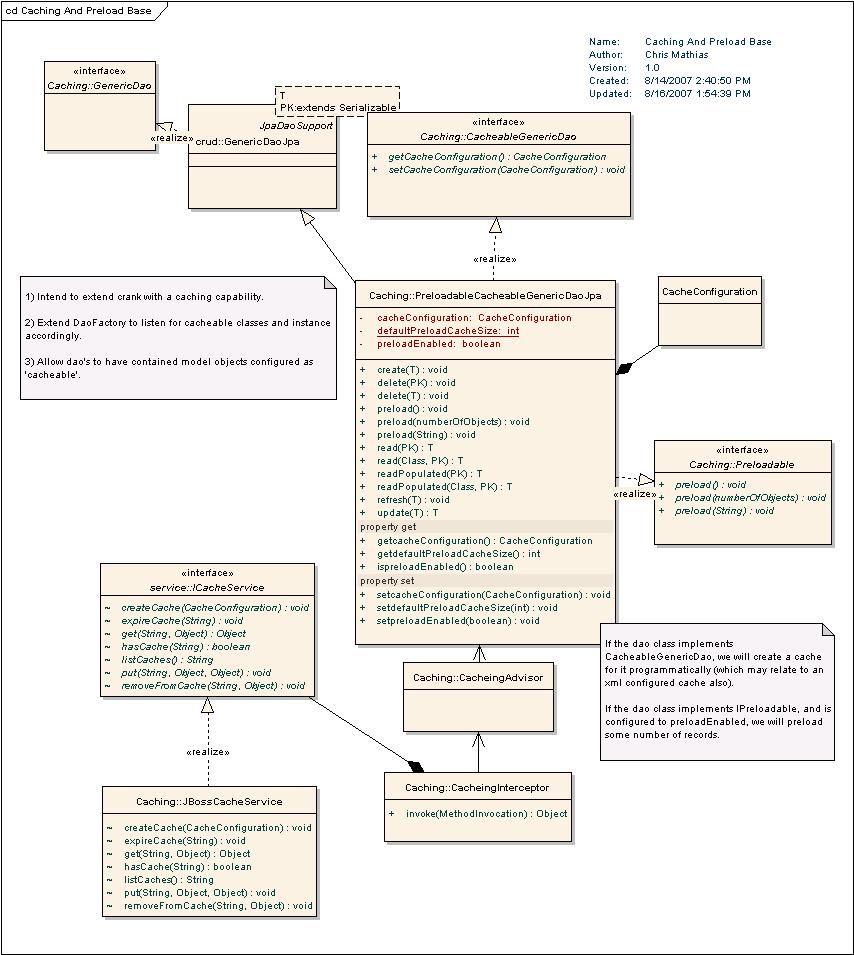 cd Caching And Preload Base
Name: Caching And Preload Base
Author: Chris Mathias
Version: 1.0
Created: 8/14/2007 2:40:50 PM
Updated: 8/16/2007 1:54:39 PM
«interface»
Caching::GenericDao
T
PK:extends Serializable
JpaDaoSupport
crud::GenericDaoJpa
«realize»
«interface»
Caching::CacheableGenericDao
+ getCacheConfiguration() : CacheConfiguration
+ setCacheConfiguration(CacheConfiguration) : void
«realize»
1) Intend to extend crank with a caching capability.
2) Extend DaoFactory to listen for cacheable classes and instance
accordingly.
3) Allow dao's to have contained model objects configured as
'cacheable'.
Caching::PreloadableCacheableGenericDaoJpa
- cacheConfiguration: CacheConfiguration
- defaultPreloadCacheSize: int
- preloadEnabled: boolean
+ create(T) : void
+ delete(PK) : void
+ delete(T) : void
+ preload() : void
+ preload(numberOfObjects) : void
+ preload(String) : void
+ read(PK) : T
+ read(Class, PK) : T
+ readPopulated(PK) : T
+ readPopulated(Class, PK) : T
+ refresh(T) : void
+ update(T) : T
property get
+ getcacheConfiguration() : CacheConfiguration
+ getdefaultPreloadCacheSize() : int
+ ispreloadEnabled() : boolean
property set
+ setcacheConfiguration(CacheConfiguration) : void
+ setdefaultPreloadCacheSize(int) : void
+ setpreloadEnabled(boolean) : void
CacheConfiguration
«interface»
Caching::Preloadable
+ preload() : void
+ preload(numberOfObjects) : void
+ preload(String) : void
«realize»
«interface»
service::ICacheService
~ createCache(CacheConfiguration) : void
~ expireCache(String) : void
~ get(String, Object) : Object
~ hasCache(String) : boolean
~ listCaches() : String
~ put(String, Object, Object) : void
~ removeFromCache(String, Object) : void
If the dao class implements
CacheableGenericDao, we will create a cache
for it programmatically (which may relate to an
xml configured cache also).
If the dao class implements IPreloadable, and is
configured to preloadEnabled, we will preload
some number of records.
Caching::CacheingAdvisor
«realize»
Caching::CacheingInterceptor
+ invoke(MethodInvocation) : Object
Caching::JBossCacheService
~ createCache(CacheConfiguration) : void
~ expireCache(String) : void
~ get(String, Object) : Object
~ hasCache(String) : boolean
~ listCaches() : String
~ put(String, Object, Object) : void
~ removeFromCache(String, Object) : void